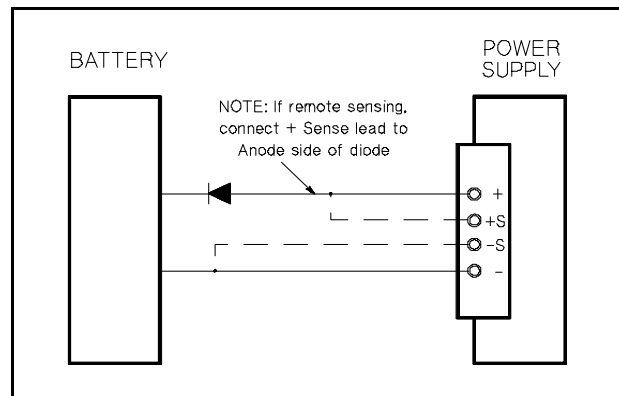 BATTERY
POWER
SUPPLY
NOTE: If remote sensing,
connect + Sense lead to
Anode side of diode
+
+S
-S
-